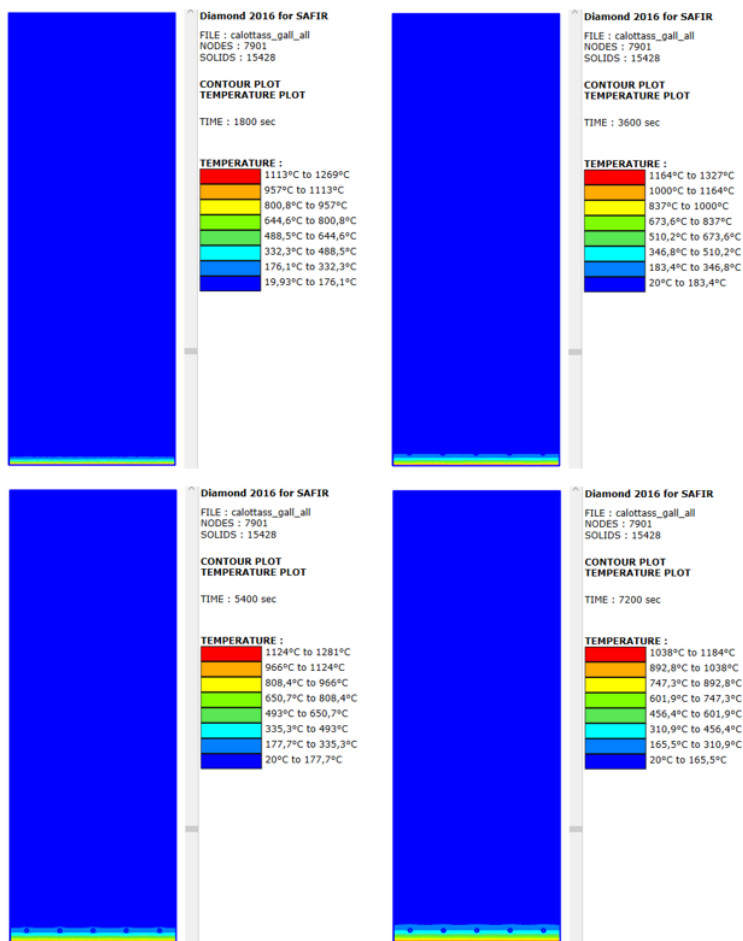 Diamond 2016 for SAFIR
FILE : calottass_gall_all
NODES : 7901
SOLIDS : 15428
CONTOUR PLOT
TEMPERATURE PLOT
TIME : 1800 sec
TEMPERATURE :
1113°C to 1269°C
957°C to 1113°C
800,8°C to 957°C
644,6°C to 800,8°C
488,5°C to 644,6°C
332,3°C to 488,5°C
176,1°C to 332,3°C
19,93°C to 176,1°C
Diamond 2016 for SAFIR
FILE : calottass_gall_all
NODES : 7901
SOLIDS : 15428
CONTOUR PLOT
TEMPERATURE PLOT
TIME : 3600 sec
TEMPERATURE :
1164°C to 1327°C
1000°C to 1164°C
837°C to 1000°C
673,6°C to 837°C
510,2°C to 673,6°C
346,8°C to 510,2°C
183,4°C to 346,8°C
20°C to 183,4°C
Diamond 2016 for SAFIR
FILE : calottass_gall_all
NODES : 7901
SOLIDS : 15428
CONTOUR PLOT
TEMPERATURE PLOT
TIME : 5400 sec
TEMPERATURE :
1124°C to 1281°C
966°C to 1124°C
808,4°C to 966°C
650,7°C to 808,4°C
493°C to 650,7°C
335,3°C to 493°C
177,7°C to 335,3°C
20°C to 177,7°C
Diamond 2016 for SAFIR
FILE : calottass_gall_all
NODES : 7901
SOLIDS : 15428
CONTOUR PLOT
TEMPERATURE PLOT
TIME : 7200 sec
TEMPERATURE :
1038°C to 1184°C
892,8°C to 1038°C
747,3°C to 892,8°C
601,9°C to 747,3°C
456,4°C to 601,9°C
310,9°C to 456,4°C
165,5°C to 310,9°C
20°C to 165,5°C